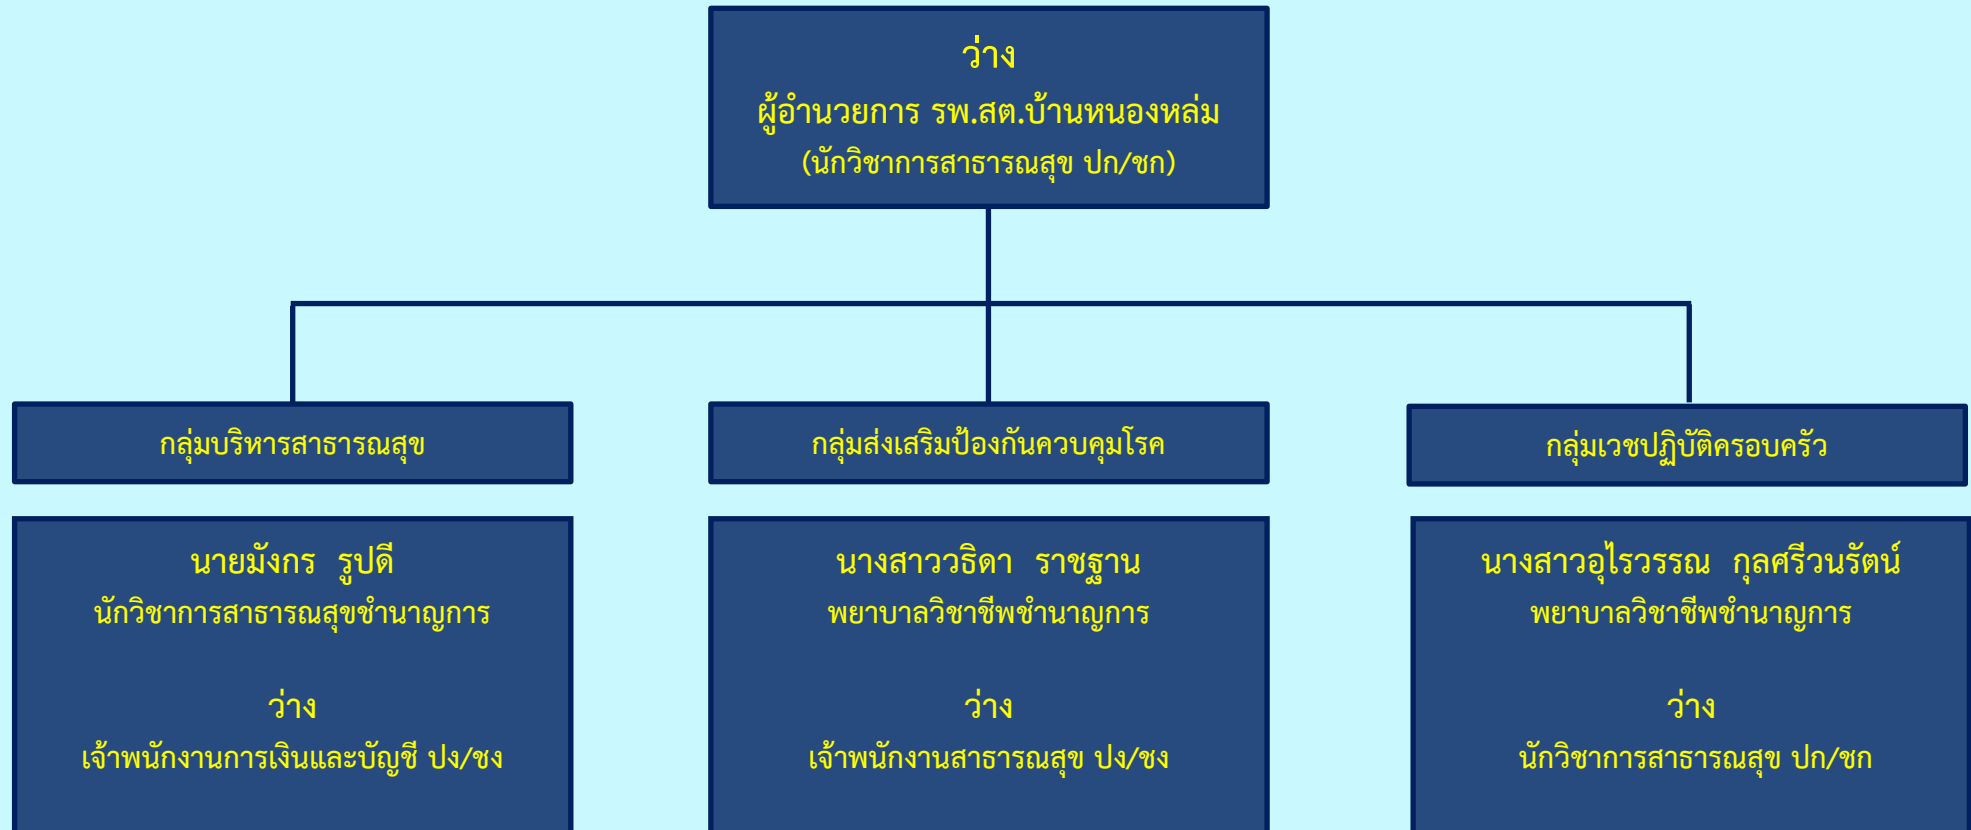 ว่าง
ผู้อำนวยการ รพ.สต.บ้านหนองหล่ม
(นักวิชาการสาธารณสุข ปก/ชก)
กลุ่มบริหารสาธารณสุข
กลุ่มส่งเสริมป้องกันควบคุมโรค
กลุ่มเวชปฏิบัติครอบครัว
นายมังกร รูปดี
นักวิชาการสาธารณสุขชำนาญการ
ว่าง
เจ้าพนักงานการเงินและบัญชี ปง/ชง
นางสาววธิดา ราชฐาน
พยาบาลวิชาชีพชำนาญการ
ว่าง
เจ้าพนักงานสาธารณสุข ปง/ชง
นางสาวอุไรวรรณ กุลศรีวนรัตน์
พยาบาลวิชาชีพชำนาญการ
ว่าง
นักวิชาการสาธารณสุข ปก/ชก